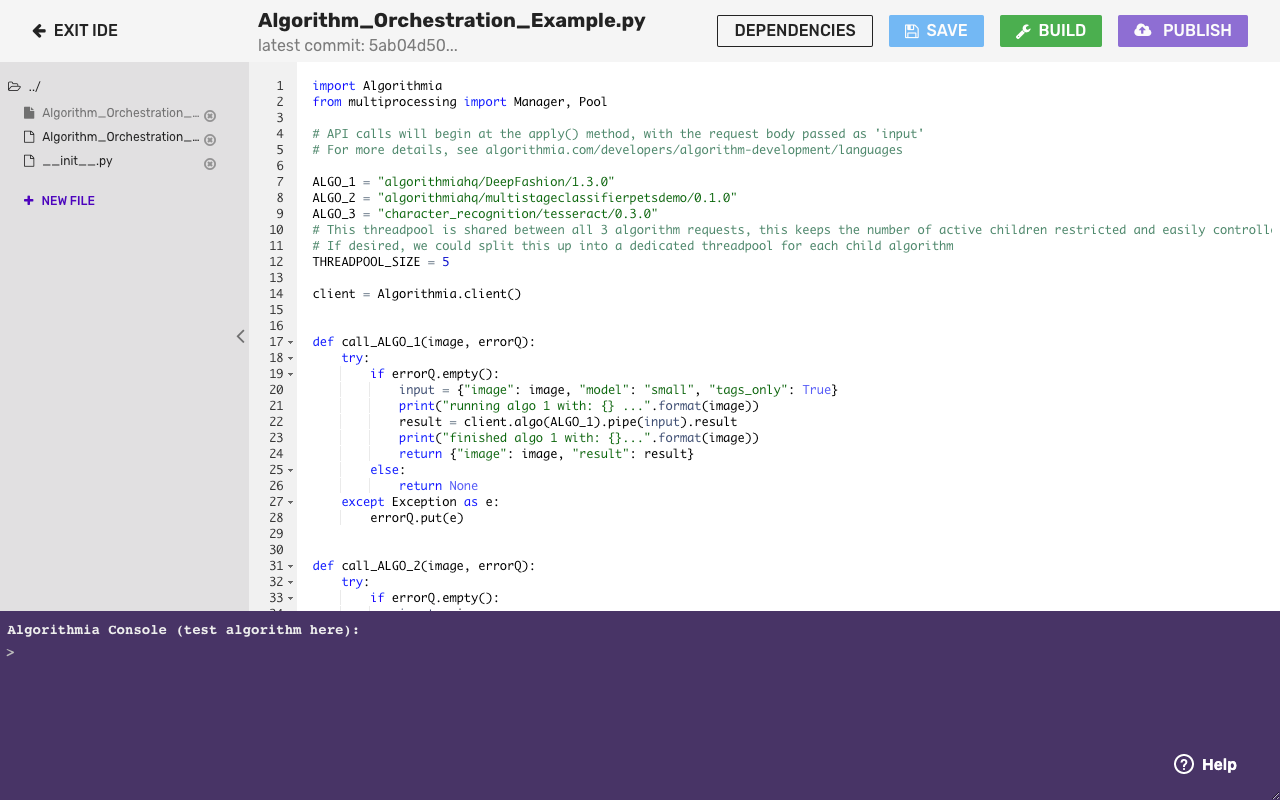 EXIT IDE
Algorithm_Orchestration_Example.py
latest commit: 5ab04d50...
DEPENDENCIES
SAVE
BUILD
PUBLISH
../
Algorithm_Orchestration_...
Algorithm_Orchestration_...
__init__.py
+ NEW FILE
1 import Algorithmia
2 from multiprocessing import Manager, Pool
3
4 # API calls will begin at the apply() method, with the request body passed as 'input'
5 # For more details, see algorithmia.com/developers/algorithm-development/languages
6
7 ALGO_1 = "algorithmiahq/DeepFashion/1.3.0"
8 ALGO_2 = "algorithmiahq/multistageclassifierpetsdemo/0.1.0"
9 ALGO_3 = "character_recognition/tesseract/0.3.0"
10 # This threadpool is shared between all 3 algorithm requests, this keeps the number of active children restricted and easily controlle
11 # If desired, we could split this up into a dedicated threadpool for each child algorithm
12 THREADPOOL_SIZE = 5
13
14 client = Algorithmia.client()
15
16
17 def call_ALGO_1(image, errorQ):
18 try:
19 if errorQ.empty():
20 input = {"image": image, "model": "small", "tags_only": True}
21 print("running algo 1 with: {} ...".format(image))
22 result = client.algo(ALGO_1).pipe(input).result
23 print("finished algo 1 with: {}...".format(image))
24 return {"image": image, "result": result}
25 else:
26 return None
27 except Exception as e:
28 errorQ.put(e)
29
30
31 def call_ALGO_2(image, errorQ):
32 try:
33 if errorQ.empty():
Algorithmia Console (test algorithm here):
>
Help